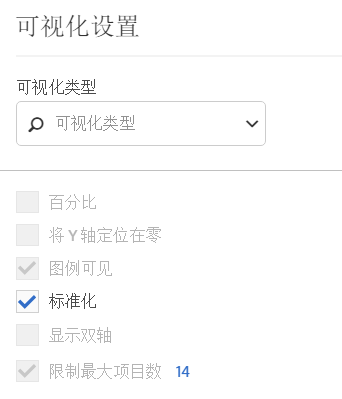 可视化设置
可视化类型
可视化类型
百分比
将 Y 轴定位在零
图例可见
标准化
显示双轴
限制最大项目数 14